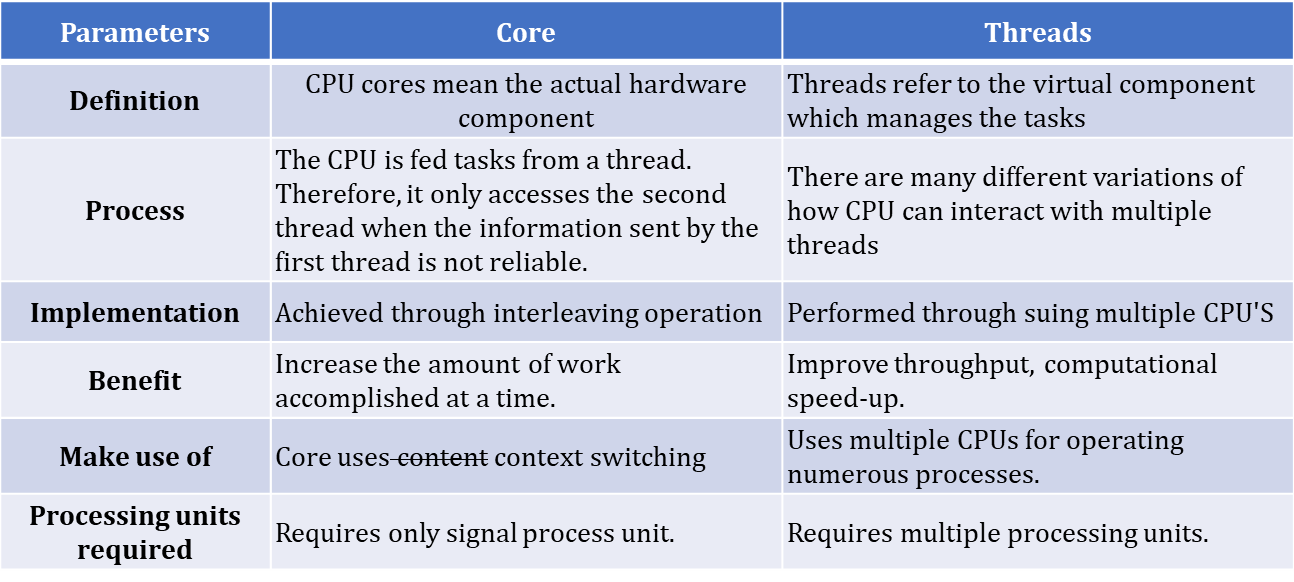 Parameters Core Threads
Definition
CPU cores mean the actual hardware
component
Threads refer to the virtual component
which manages the tasks
Process
The CPU is fed tasks from a thread.
Therefore, it only accesses the second
thread when the information sent by the
first thread is not reliable.
There are many different variations of
how CPU can interact with multiple
threads
Implementation
Achieved through interleaving operation
Performed through suing multiple CPU'S
Benefit
Increase the amount of work
accomplished at a time.
Improve throughput, computational
speed-up.
Make use of
Core uses content context switching
Uses multiple CPUs for operating
numerous processes.
Processing units
required
Requires only signal process unit.
Requires multiple processing units.